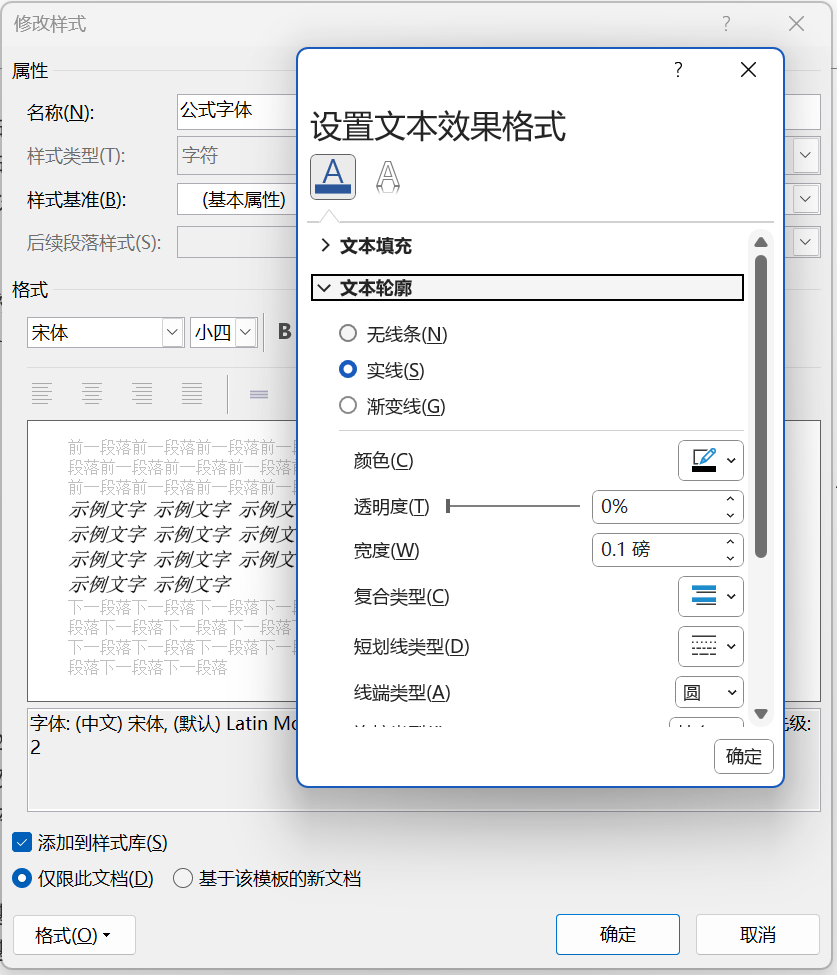 修改样式
?
属性
名称(N):
公式字体
样式类型(T):
字符
样式基准(B):
(基本属性)
后续段落样式(S):
格式
宋体
小四
B
前一段落前一段落前一段落前一
段落前一段落前一段落前一段落
前一段落前一段落前一段落前一
示例文字 示例文字 示例文
示例文字 示例文字 示例文
示例文字 示例文字 示例文
示例文字 示例文字
下一段落下一段落下一段落下一
段落下一段落下一段落下一段落
下一段落下一段落下一段落下一
段落下一段落下一段落
字体: (中文) 宋体, (默认) Latin Mo
级:
2
添加到样式库(S)
仅限此文档(D)
基于该模板的新文档
格式(O)
确定
取消
?
设置文本效果格式
A
A
文本填充
文本轮廓
无线条(N)
实线(S)
渐变线(G)
颜色(C)
透明度(T)
0%
宽度(W)
0.1 磅
复合类型(C)
短划线类型(D)
线端类型(A)
圆
确定